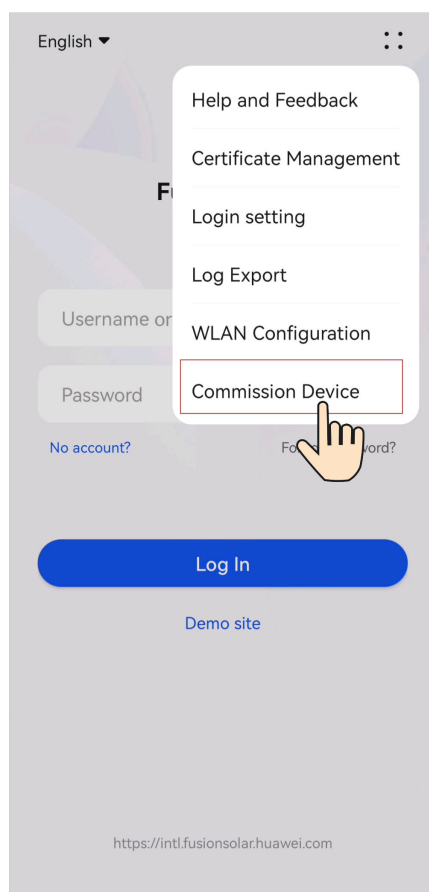 English
Help and Feedback
Certificate Management
Login setting
Log Export
Username or
WLAN Configuration
Password
Commission Device
No account?
Log In
Demo site
https://intl.fusionsolar.huawei.com